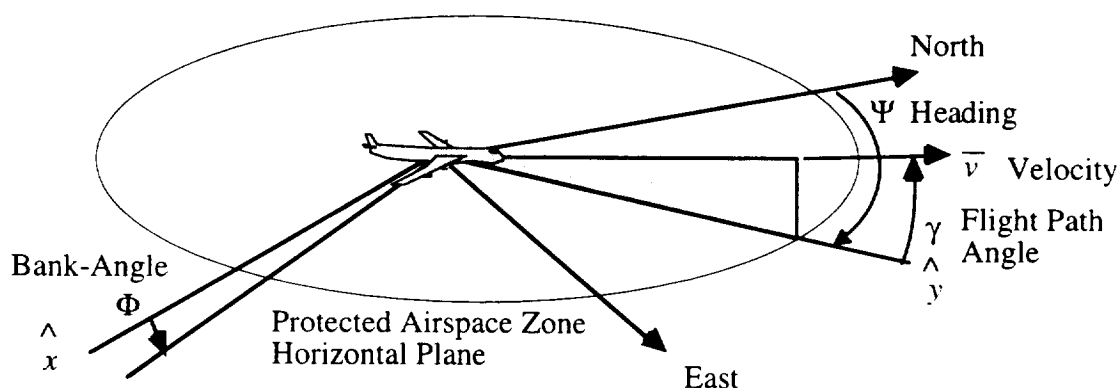 North
Ψ Heading
v̅ Velocity
γ Flight Path
Angle
ŷ
Bank-Angle
Φ
x̂
Protected Airspace Zone
Horizontal Plane
East